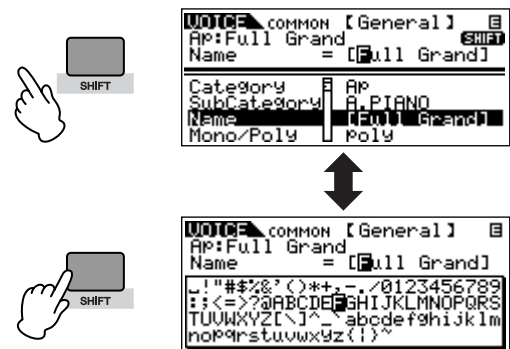 SHIFT
VOICE COMMON [General] E
AP:Full Grand SHIFT
Name = [Full Grand]
Category E AP
SubCategory A.PIANO
Name [Full Grand]
Mono/Poly poly
SHIFT
VOICE COMMON [General] E
AP:Full Grand
Name = [Full Grand]
␣!"#$%&'()*+,-./0123456789
:;<=>?@ABCDEFGHIJKLMNOPQRS
TUVWXYZ[\]^_`abcdefghijklm
nopqrstuvwxyz{|}~